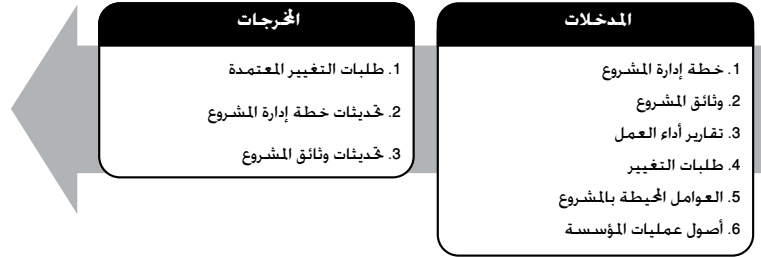 المدخلات
1. خطة إدارة المشروع
2. وثائق المشروع
3. تقارير أداء العمل
4. طلبات التغيير
5. العوامل المحيطة بالمشروع
6. أصول عمليات المؤسسة
المخرجات
1. طلبات التغيير المعتمدة
2. تحديثات خطة إدارة المشروع
3. تحديثات وثائق المشروع